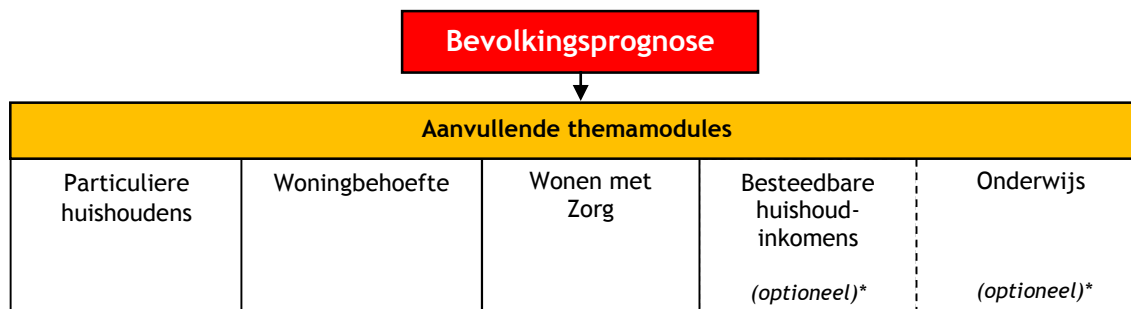 Bevolkingsprognose
Aanvullende themamodules
Particuliere
huishoudens
Woningbehoefte
Wonen met
Zorg
Besteedbare
huishoud-
inkomens
(optioneel)*
Onderwijs
(optioneel)*